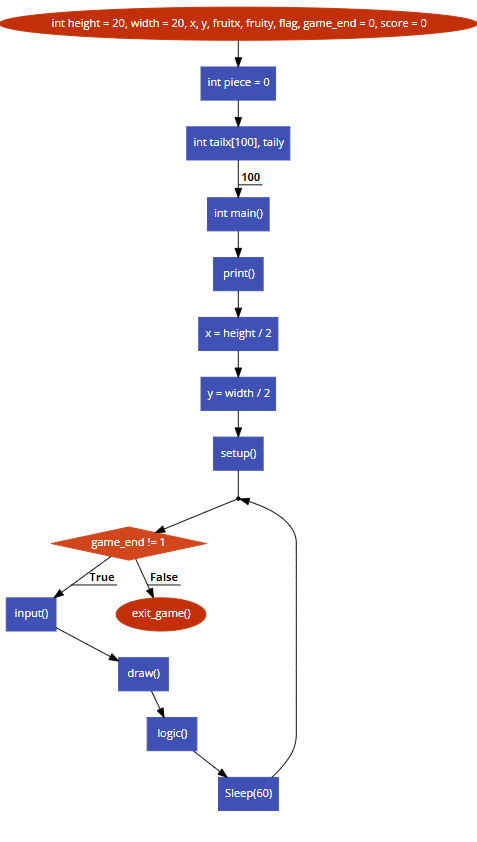 int height = 20, width = 20, x, y, fruitx, fruity, flag, game_end = 0, score = 0
int piece = 0
int tailx[100], taily
100
int main()
print()
x = height / 2
y = width / 2
setup()
game_end != 1
True
False
input()
exit_game()
draw()
logic()
Sleep(60)